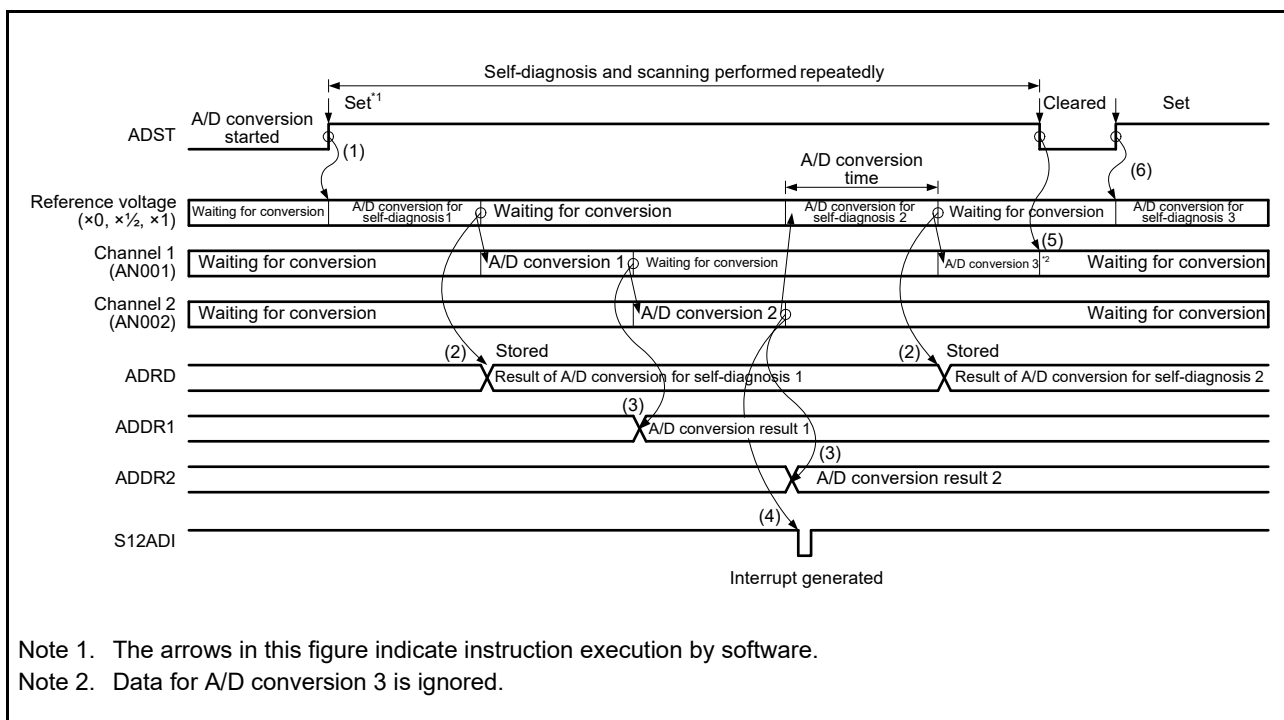 Self-diagnosis and scanning performed repeatedly
Set*1
Cleared
Set
ADST
A/D conversion
started
(1)
A/D conversion
time
(6)
Reference voltage
(×0, ×½, ×1)
Waiting for conversion
A/D conversion for
self-diagnosis 1
Waiting for conversion
A/D conversion for
self-diagnosis 2
Waiting for conversion
A/D conversion for
self-diagnosis 3
Channel 1
(AN001)
Waiting for conversion
A/D conversion 1
Waiting for conversion
A/D conversion 3
*2
(5)
Waiting for conversion
Channel 2
(AN002)
Waiting for conversion
A/D conversion 2
Waiting for conversion
ADRD
(2)
Stored
Result of A/D conversion for self-diagnosis 1
(2)
Stored
Result of A/D conversion for self-diagnosis 2
ADDR1
(3)
A/D conversion result 1
ADDR2
(3)
A/D conversion result 2
S12ADI
(4)
Interrupt generated
Note 1. The arrows in this figure indicate instruction execution by software.
Note 2. Data for A/D conversion 3 is ignored.